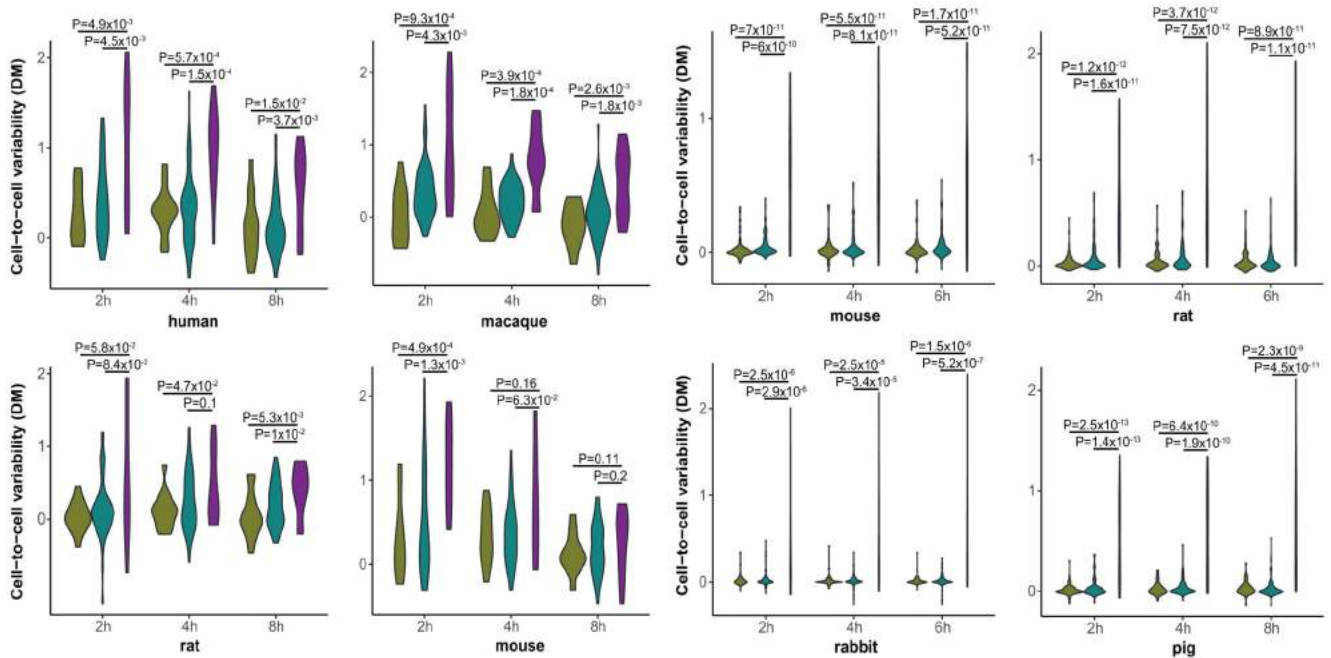 P=4.9x10-3
P=4.5x10-3
P=5.7x10-4
P=1.5x10-4
P=1.5x10-2
P=3.7x10-3
Cell-to-cell variability (DM)
2
1
0
2h 4h 8h
human
P=9.3x10-4
P=4.3x10-3
P=3.9x10-4
P=1.8x10-4
P=2.6x10-3
P=1.8x10-3
2
1
0
2h 4h 8h
macaque
P=7x10-11
P=6x10-10
P=5.5x10-11
P=8.1x10-11
P=1.7x10-11
P=5.2x10-11
Cell-to-cell variability (DM)
1.5
1.0
0.5
0
2h 4h 6h
mouse
P=1.2x10-12
P=1.6x10-11
P=3.7x10-12
P=7.5x10-12
P=8.9x10-11
P=1.1x10-11
2
1
0
2h 4h 6h
rat
P=8.4x10-3
P=4.7x10-2
P=0.1
P=5.3x10-3
P=1x10-2
Cell-to-cell variability (DM)
2
1
0
2h 4h 8h
rat
P=4.9x10-4
P=1.3x10-3
P=0.16
P=6.3x10-2
P=0.11
P=0.2
2
1
0
2h 4h 8h
mouse
P=2.5x10-6
P=2.9x10-6
P=2.5x10-5
P=3.4x10-5
P=1.5x10-6
P=5.2x10-7
Cell-to-cell variability (DM)
2
1
0
2h 4h 6h
rabbit
P=2.5x10-13
P=1.4x10-13
P=6.4x10-10
P=1.9x10-10
P=2.3x10-9
P=4.5x10-11
2
1
0
2h 4h 8h
pig